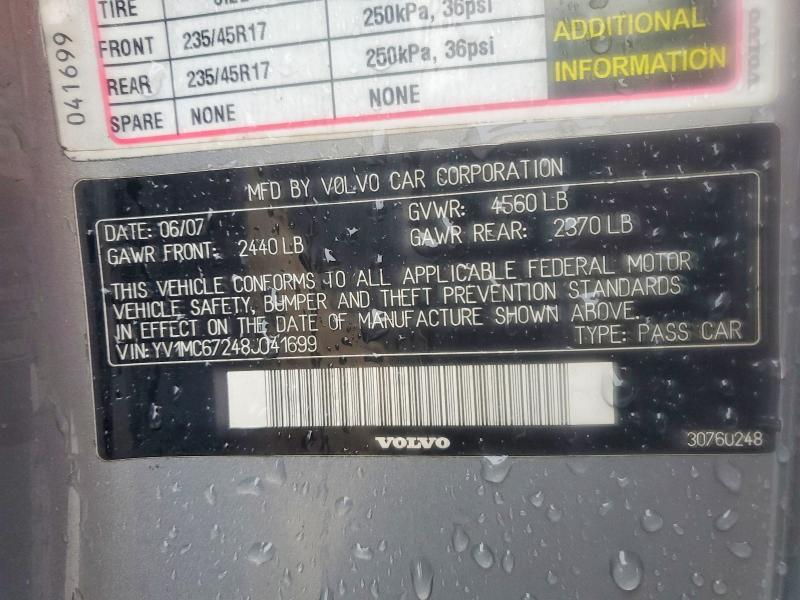 TIRE
FRONT 235/45R17 250kPa, 36psi
REAR 235/45R17 250kPa, 36psi
SPARE NONE NONE
ADDITIONAL
INFORMATION
041699
VOLVO
MFD BY VOLVO CAR CORPORATION
DATE: 06/07 GVWR: 4560 LB
GAWR FRONT: 2440 LB GAWR REAR: 2370 LB
THIS VEHICLE CONFORMS TO ALL APPLICABLE FEDERAL MOTOR
VEHICLE SAFETY, BUMPER AND THEFT PREVENTION STANDARDS
IN EFFECT ON THE DATE OF MANUFACTURE SHOWN ABOVE.
VIN:YV1MC67248J041699 TYPE: PASS CAR
VOLVO
30760248